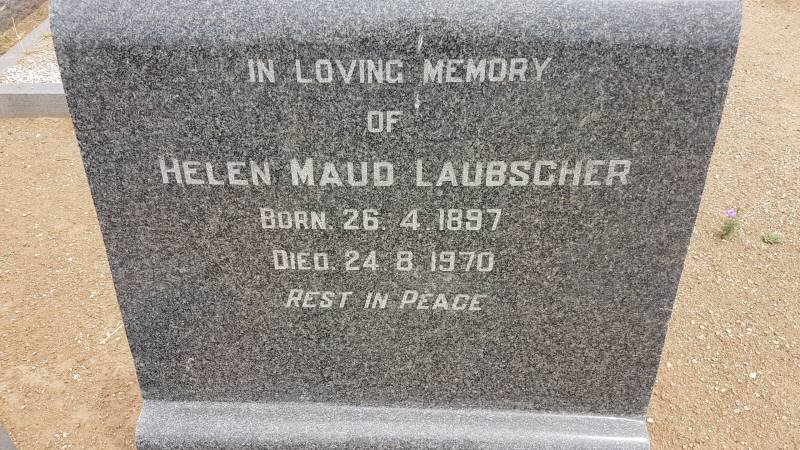 IN LOVING MEMORY
OF
HELEN MAUD LAUBSCHER
BORN. 26. 4. 1897
DIED. 24. 8. 1970
REST IN PEACE